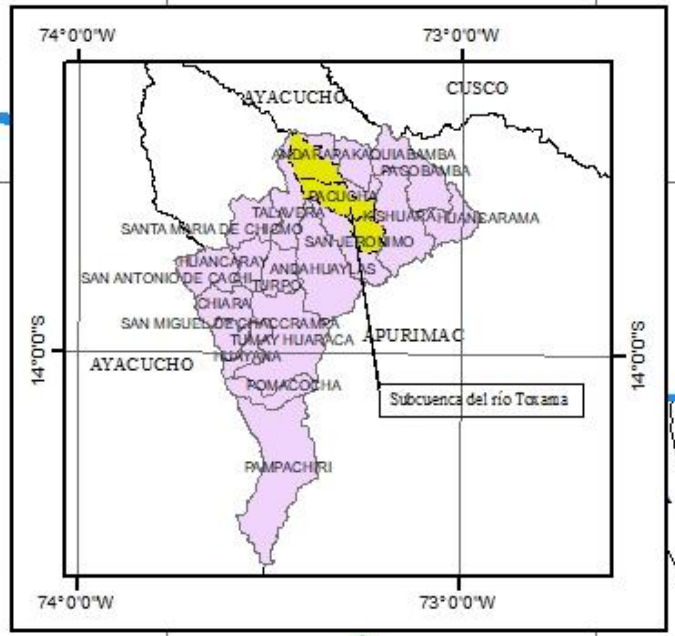 74°0'0"W 73°0'0"W
CUSCO
AYACUCHO
ANDARAPA KAQUIABAMBA
PACOBAMBA
PACUCHA
TALAVERA KISHUARA HUANCARAMA
SANTA MARIA DE CHICMO
SAN JERONIMO
HUANCARAY
ANDAHUAYLAS
SAN ANTONIO DE CACHI
TURPO
CHIARA
SAN MIGUEL DE CHACCRAMPA
APURIMAC
TUMAY HUARACA
14°0'0"S 14°0'0"S
HUAYANA
AYACUCHO
POMACOCHA
Subcuenca del río Toxama
PAMPACHIRI
74°0'0"W 73°0'0"W